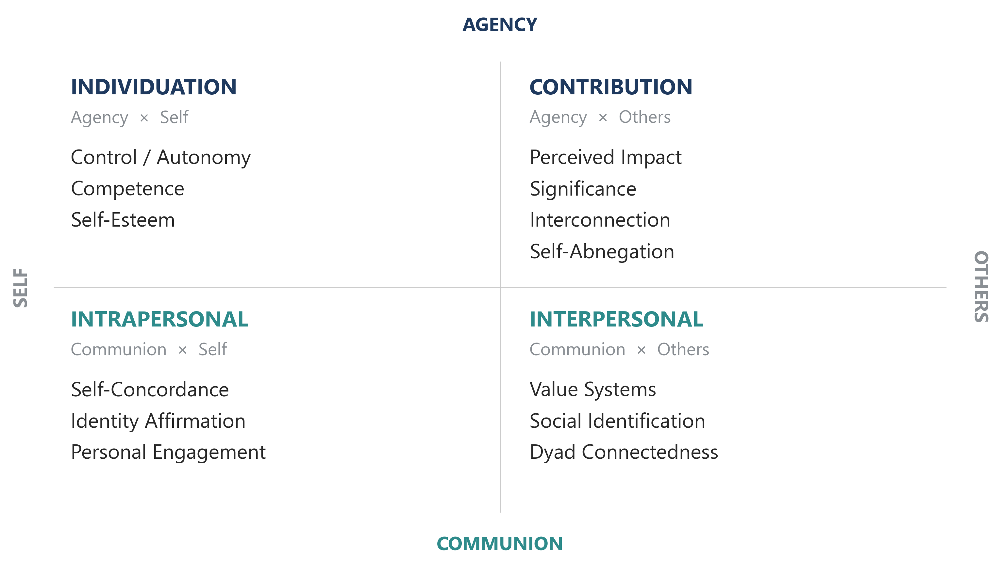 AGENCY
INDIVIDUATION
Agency × Self
Control / Autonomy
Competence
Self-Esteem
CONTRIBUTION
Agency × Others
Perceived Impact
Significance
Interconnection
Self-Abnegation
SELF
OTHERS
INTRAPERSONAL
Communion × Self
Self-Concordance
Identity Affirmation
Personal Engagement
INTERPERSONAL
Communion × Others
Value Systems
Social Identification
Dyad Connectedness
COMMUNION